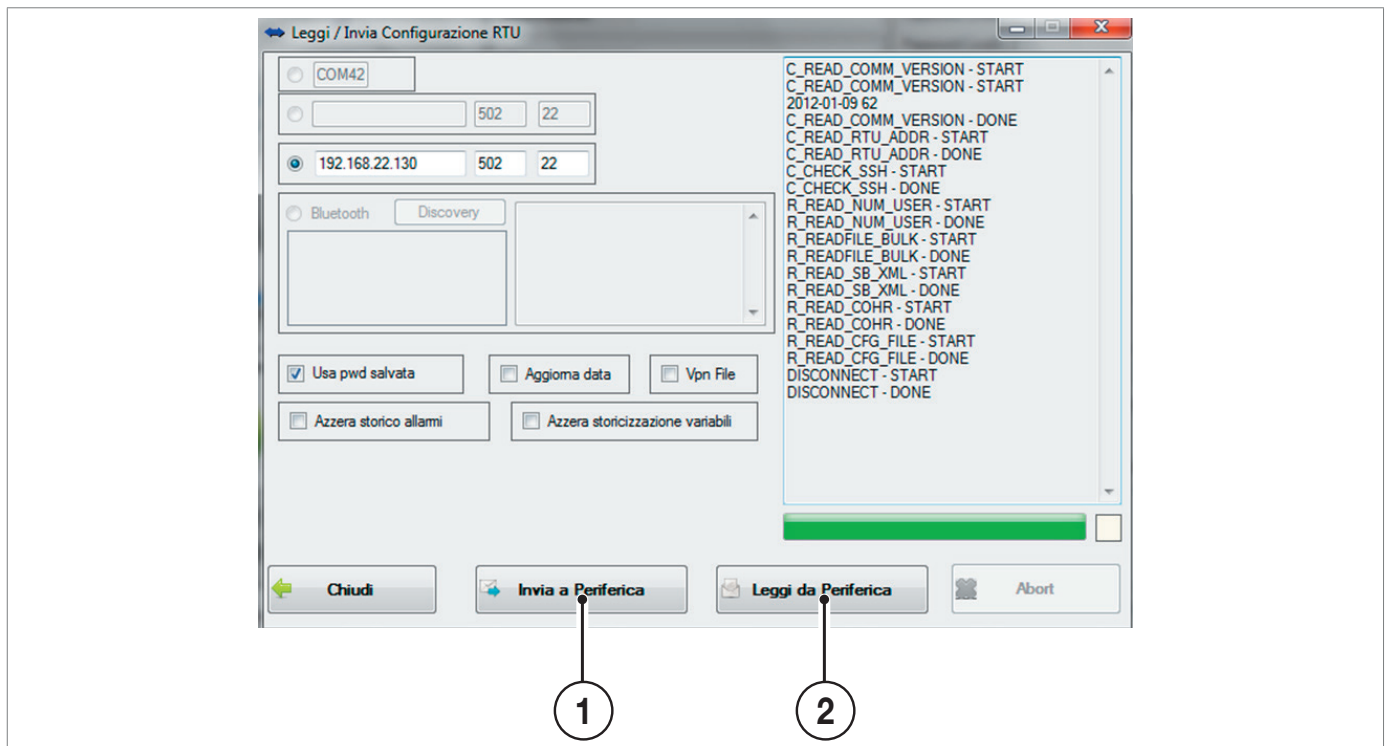 Leggi / Invia Configurazione RTU
COM42
502 22
192.168.22.130 502 22
Bluetooth Discovery
Usa pwd salvata Aggiorna data Vpn File
Azzera storico allarmi Azzera storicizzazione variabili
C_READ_COMM_VERSION - START
C_READ_COMM_VERSION - START
2012-01-09 62
C_READ_COMM_VERSION - DONE
C_READ_RTU_ADDR - START
C_READ_RTU_ADDR - DONE
C_CHECK_SSH - START
C_CHECK_SSH - DONE
R_READ_NUM_USER - START
R_READ_NUM_USER - DONE
R_READFILE_BULK - START
R_READFILE_BULK - DONE
R_READ_SB_XML - START
R_READ_SB_XML - DONE
R_READ_COHR - START
R_READ_COHR - DONE
R_READ_CFG_FILE - START
R_READ_CFG_FILE - DONE
DISCONNECT - START
DISCONNECT - DONE
Chiudi Invia a Periferica Leggi da Periferica Abort
1 2